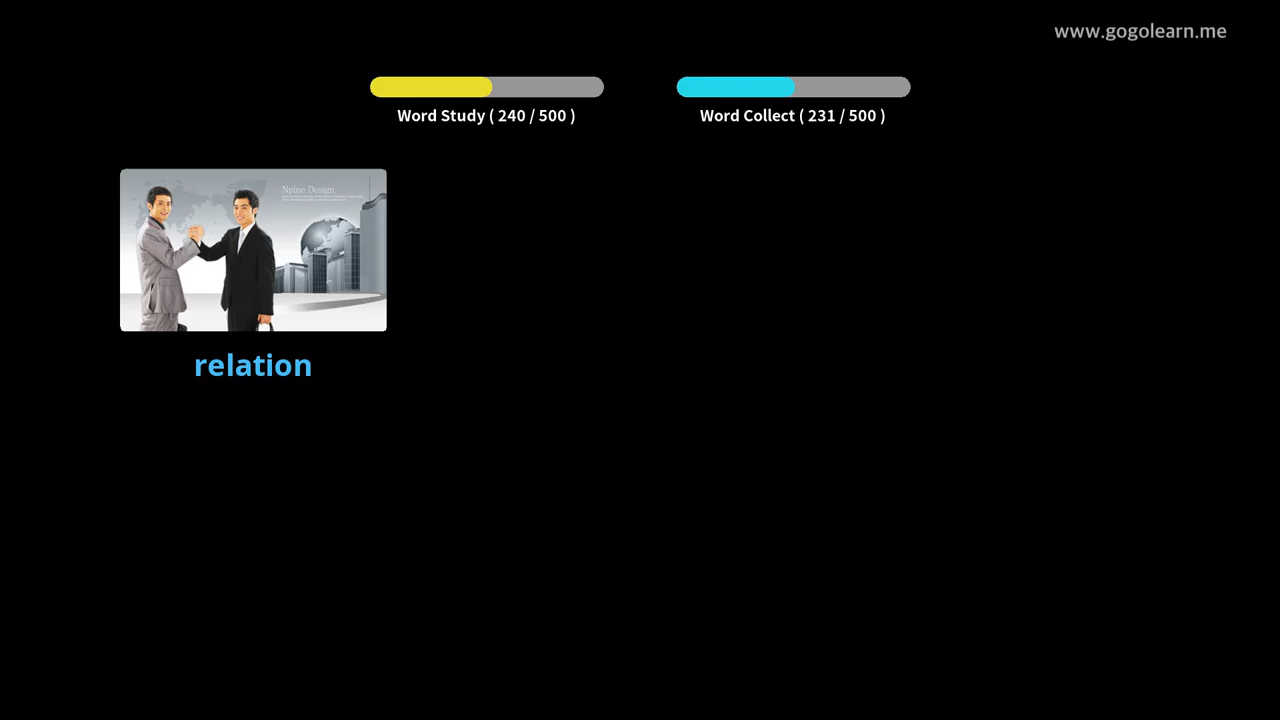 www.gogolearn.me
Word Study ( 240 / 500 )
Word Collect ( 231 / 500 )
Npine Design
relation